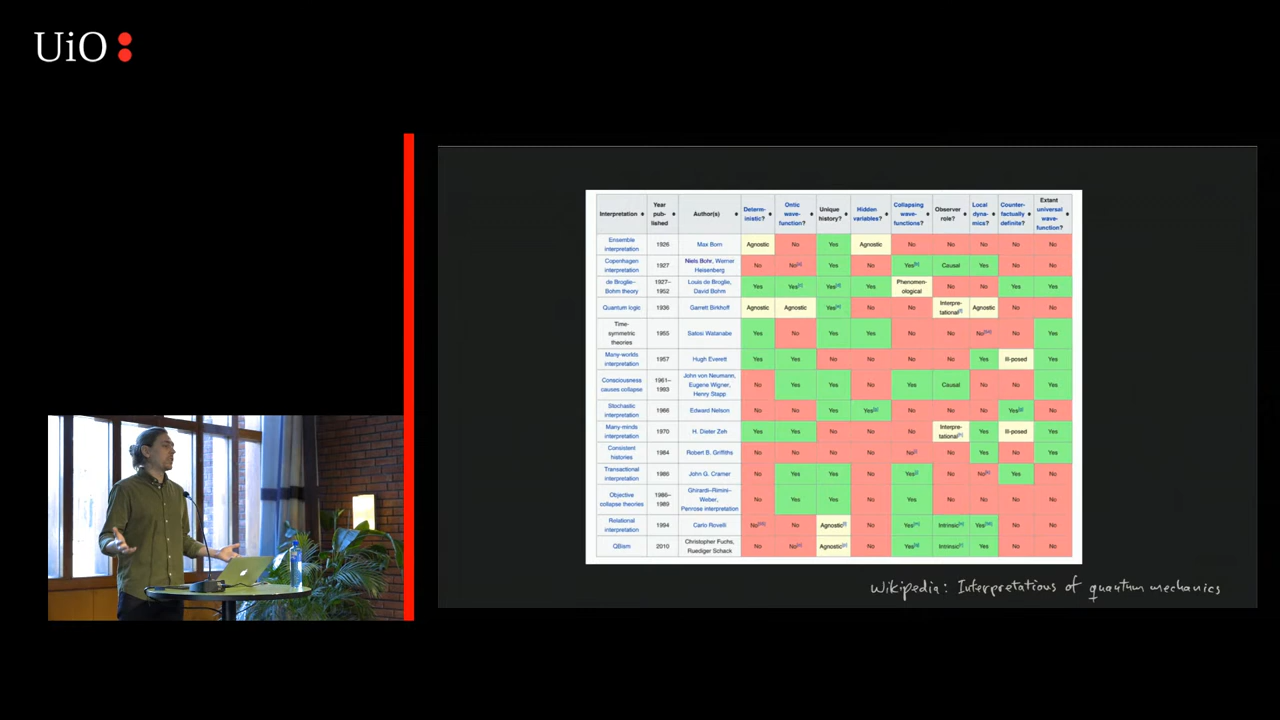 UiO
Interpretation Year pub- lished Author(s) Determ- inistic? Ontic wave- function? Unique history? Hidden variables? Collapsing wave- functions? Observer role? Local dyna- mics? Counter- factually definite? Extant universal wave- function?
Ensemble interpretation 1926 Max Born Agnostic No Yes Agnostic No No No No No
Copenhagen interpretation 1927 Niels Bohr, Werner Heisenberg No No Yes No Yes Causal Yes No No
de Broglie– Bohm theory 1927– 1952 Louis de Broglie, David Bohm Yes Yes Yes Yes Phenomen- ological No No Yes Yes
Quantum logic 1936 Garrett Birkhoff Agnostic Agnostic Yes No No Interpre- tational Agnostic No No
Time- symmetric theories 1955 Satosi Watanabe Yes No Yes Yes No No No No Yes
Many-worlds interpretation 1957 Hugh Everett Yes Yes No No No No Yes Ill-posed Yes
Consciousness causes collapse 1961– 1993 John von Neumann, Eugene Wigner, Henry Stapp No Yes Yes No Yes Causal No No Yes
Stochastic interpretation 1966 Edward Nelson No No Yes Yes No No No Yes No
Many-minds interpretation 1970 H. Dieter Zeh Yes Yes No No No Interpre- tational Yes Ill-posed Yes
Consistent histories 1984 Robert B. Griffiths No No No No No No Yes No Yes
Transactional interpretation 1986 John G. Cramer No Yes Yes No Yes No No Yes No
Objective collapse theories 1986– 1989 Ghirardi–Rimini– Weber, Penrose interpretation No Yes Yes No Yes No No No No
Relational interpretation 1994 Carlo Rovelli No No Agnostic No Yes Intrinsic Yes No No
QBism 2010 Christopher Fuchs, Ruediger Schack No No Agnostic No Yes Intrinsic Yes No No
Wikipedia: Interpretations of quantum mechanics